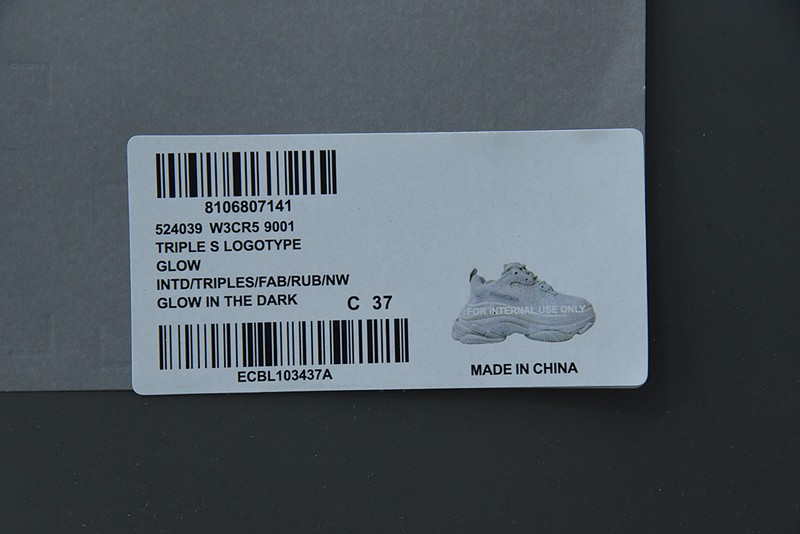 8106807141
524039 W3CR5 9001
TRIPLE S LOGOTYPE
GLOW
INTD/TRIPLES/FAB/RUB/NW
GLOW IN THE DARK C 37
ECBL103437A
FOR INTERNAL USE ONLY
MADE IN CHINA